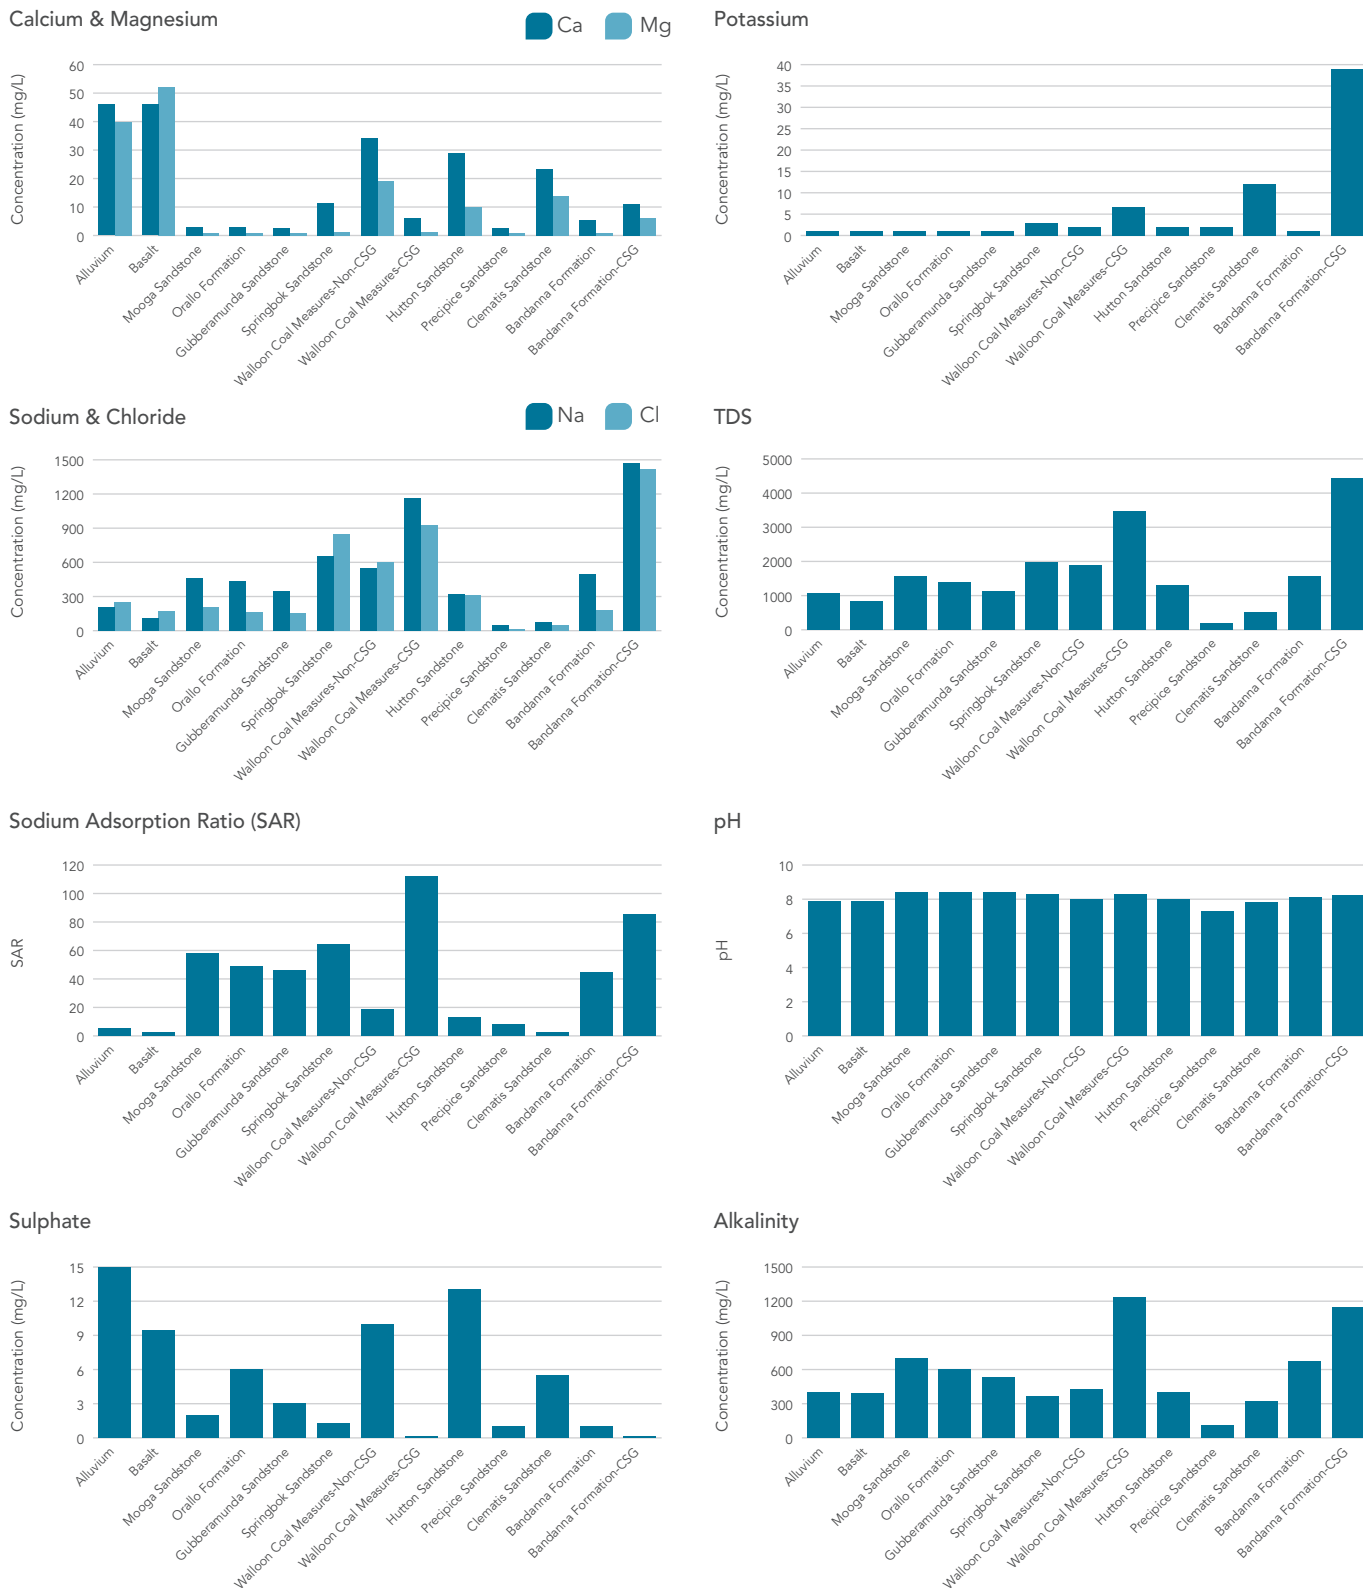 Calcium & Magnesium
Ca
Mg
Concentration (mg/L)
60
50
40
30
20
10
0
Alluvium
Basalt
Mooga Sandstone
Orallo Formation
Gubberamunda Sandstone
Springbok Sandstone
Walloon Coal Measures-Non-CSG
Walloon Coal Measures-CSG
Hutton Sandstone
Precipice Sandstone
Clematis Sandstone
Bandanna Formation
Bandanna Formation-CSG
Potassium
Concentration (mg/L)
40
35
30
25
20
15
10
5
0
Alluvium
Basalt
Mooga Sandstone
Orallo Formation
Gubberamunda Sandstone
Springbok Sandstone
Walloon Coal Measures-Non-CSG
Walloon Coal Measures-CSG
Hutton Sandstone
Precipice Sandstone
Clematis Sandstone
Bandanna Formation
Bandanna Formation-CSG
Sodium & Chloride
Na
Cl
Concentration (mg/L)
1500
1200
900
600
300
0
Alluvium
Basalt
Mooga Sandstone
Orallo Formation
Gubberamunda Sandstone
Springbok Sandstone
Walloon Coal Measures-Non-CSG
Walloon Coal Measures-CSG
Hutton Sandstone
Precipice Sandstone
Clematis Sandstone
Bandanna Formation
Bandanna Formation-CSG
TDS
Concentration (mg/L)
5000
4000
3000
2000
1000
0
Alluvium
Basalt
Mooga Sandstone
Orallo Formation
Gubberamunda Sandstone
Springbok Sandstone
Walloon Coal Measures-Non-CSG
Walloon Coal Measures-CSG
Hutton Sandstone
Precipice Sandstone
Clematis Sandstone
Bandanna Formation
Bandanna Formation-CSG
Sodium Adsorption Ratio (SAR)
SAR
120
100
80
60
40
20
0
Alluvium
Basalt
Mooga Sandstone
Orallo Formation
Gubberamunda Sandstone
Springbok Sandstone
Walloon Coal Measures-Non-CSG
Walloon Coal Measures-CSG
Hutton Sandstone
Precipice Sandstone
Clematis Sandstone
Bandanna Formation
Bandanna Formation-CSG
pH
pH
10
8
6
4
2
0
Alluvium
Basalt
Mooga Sandstone
Orallo Formation
Gubberamunda Sandstone
Springbok Sandstone
Walloon Coal Measures-Non-CSG
Walloon Coal Measures-CSG
Hutton Sandstone
Precipice Sandstone
Clematis Sandstone
Bandanna Formation
Bandanna Formation-CSG
Sulphate
Concentration (mg/L)
15
12
9
6
3
0
Alluvium
Basalt
Mooga Sandstone
Orallo Formation
Gubberamunda Sandstone
Springbok Sandstone
Walloon Coal Measures-Non-CSG
Walloon Coal Measures-CSG
Hutton Sandstone
Precipice Sandstone
Clematis Sandstone
Bandanna Formation
Bandanna Formation-CSG
Alkalinity
Concentration (mg/L)
1500
1200
900
600
300
0
Alluvium
Basalt
Mooga Sandstone
Orallo Formation
Gubberamunda Sandstone
Springbok Sandstone
Walloon Coal Measures-Non-CSG
Walloon Coal Measures-CSG
Hutton Sandstone
Precipice Sandstone
Clematis Sandstone
Bandanna Formation
Bandanna Formation-CSG